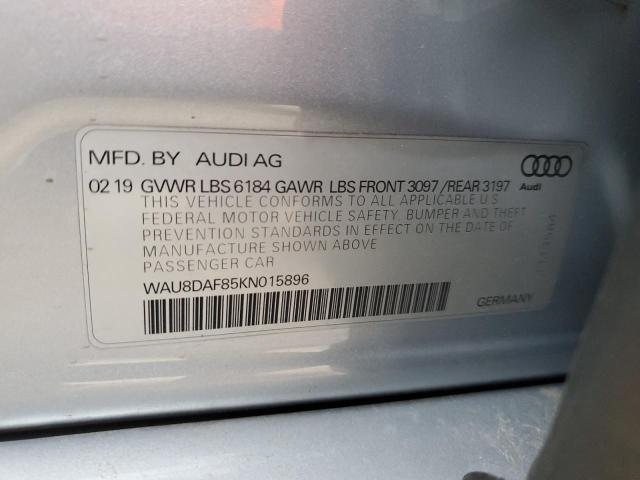 MFD. BY AUDI AG
02 19 GVWR LBS 6184 GAWR LBS FRONT 3097 / REAR 3197
Audi
THIS VEHICLE CONFORMS TO ALL APPLICABLE U.S
FEDERAL MOTOR VEHICLE SAFETY, BUMPER AND THEFT
PREVENTION STANDARDS IN EFFECT ON THE DATE OF
MANUFACTURE SHOWN ABOVE
PASSENGER CAR
WAU8DAF85KN015896
GERMANY